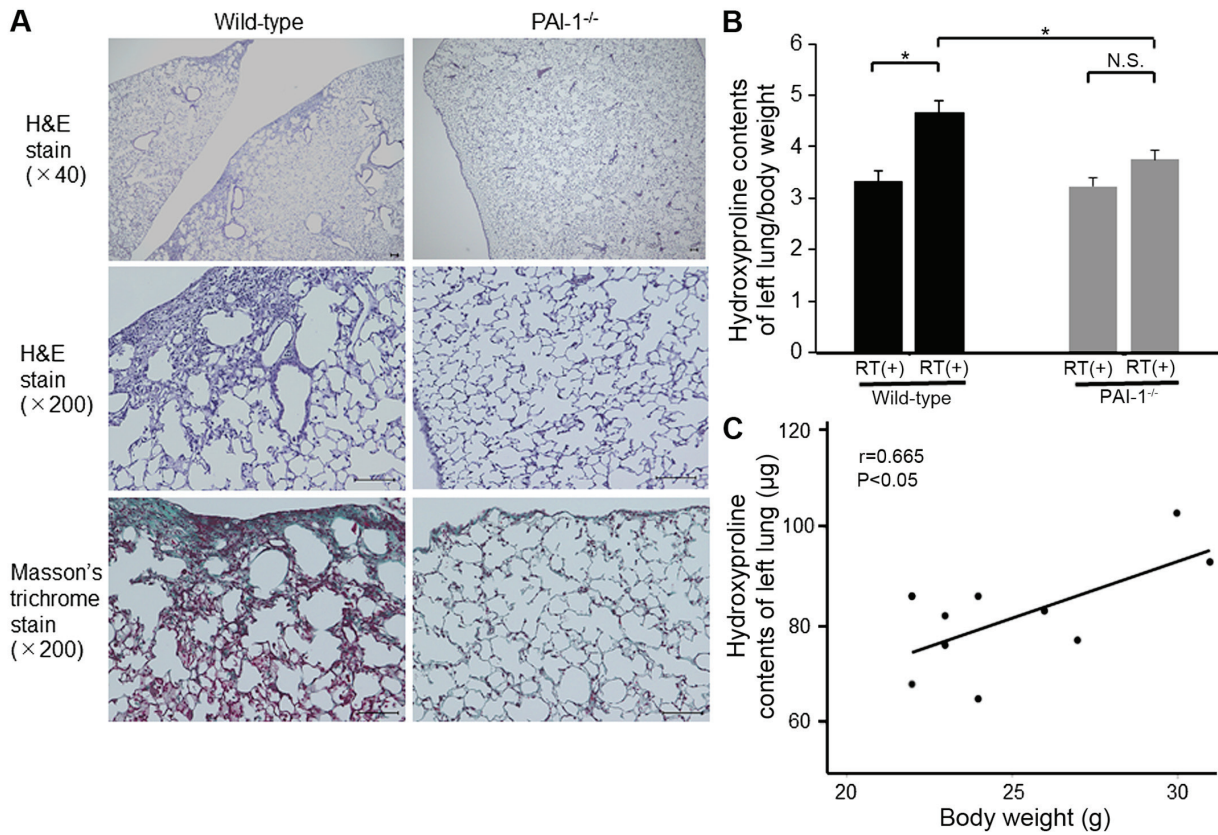 A
Wild-type
PAI-1-/-
H&E
stain
(×40)
H&E
stain
(×200)
Masson's
trichrome
stain
(×200)
B
Hydroxyproline contents
of left lung/body weight
6
5
4
3
2
1
0
*
*
N.S.
RT(+)
RT(+)
RT(+)
RT(+)
Wild-type
PAI-1-/-
C
Hydroxyproline
contents of left lung (µg)
120
100
80
60
r=0.665
P<0.05
20
25
30
Body weight (g)